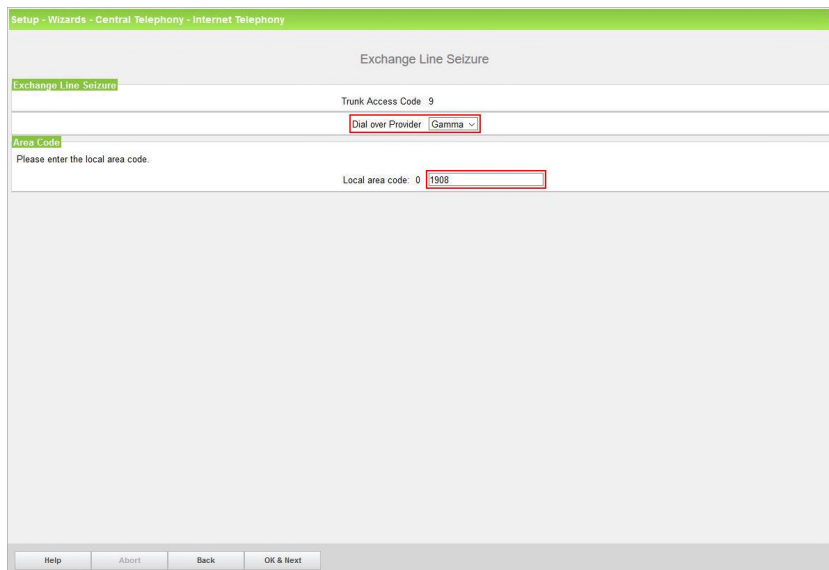 Setup - Wizards - Central Telephony - Internet Telephony
Exchange Line Seizure
Exchange Line Seizure
Trunk Access Code 9
Dial over Provider Gamma
Area Code
Please enter the local area code.
Local area code: 0 1908
Help Abort Back OK & Next